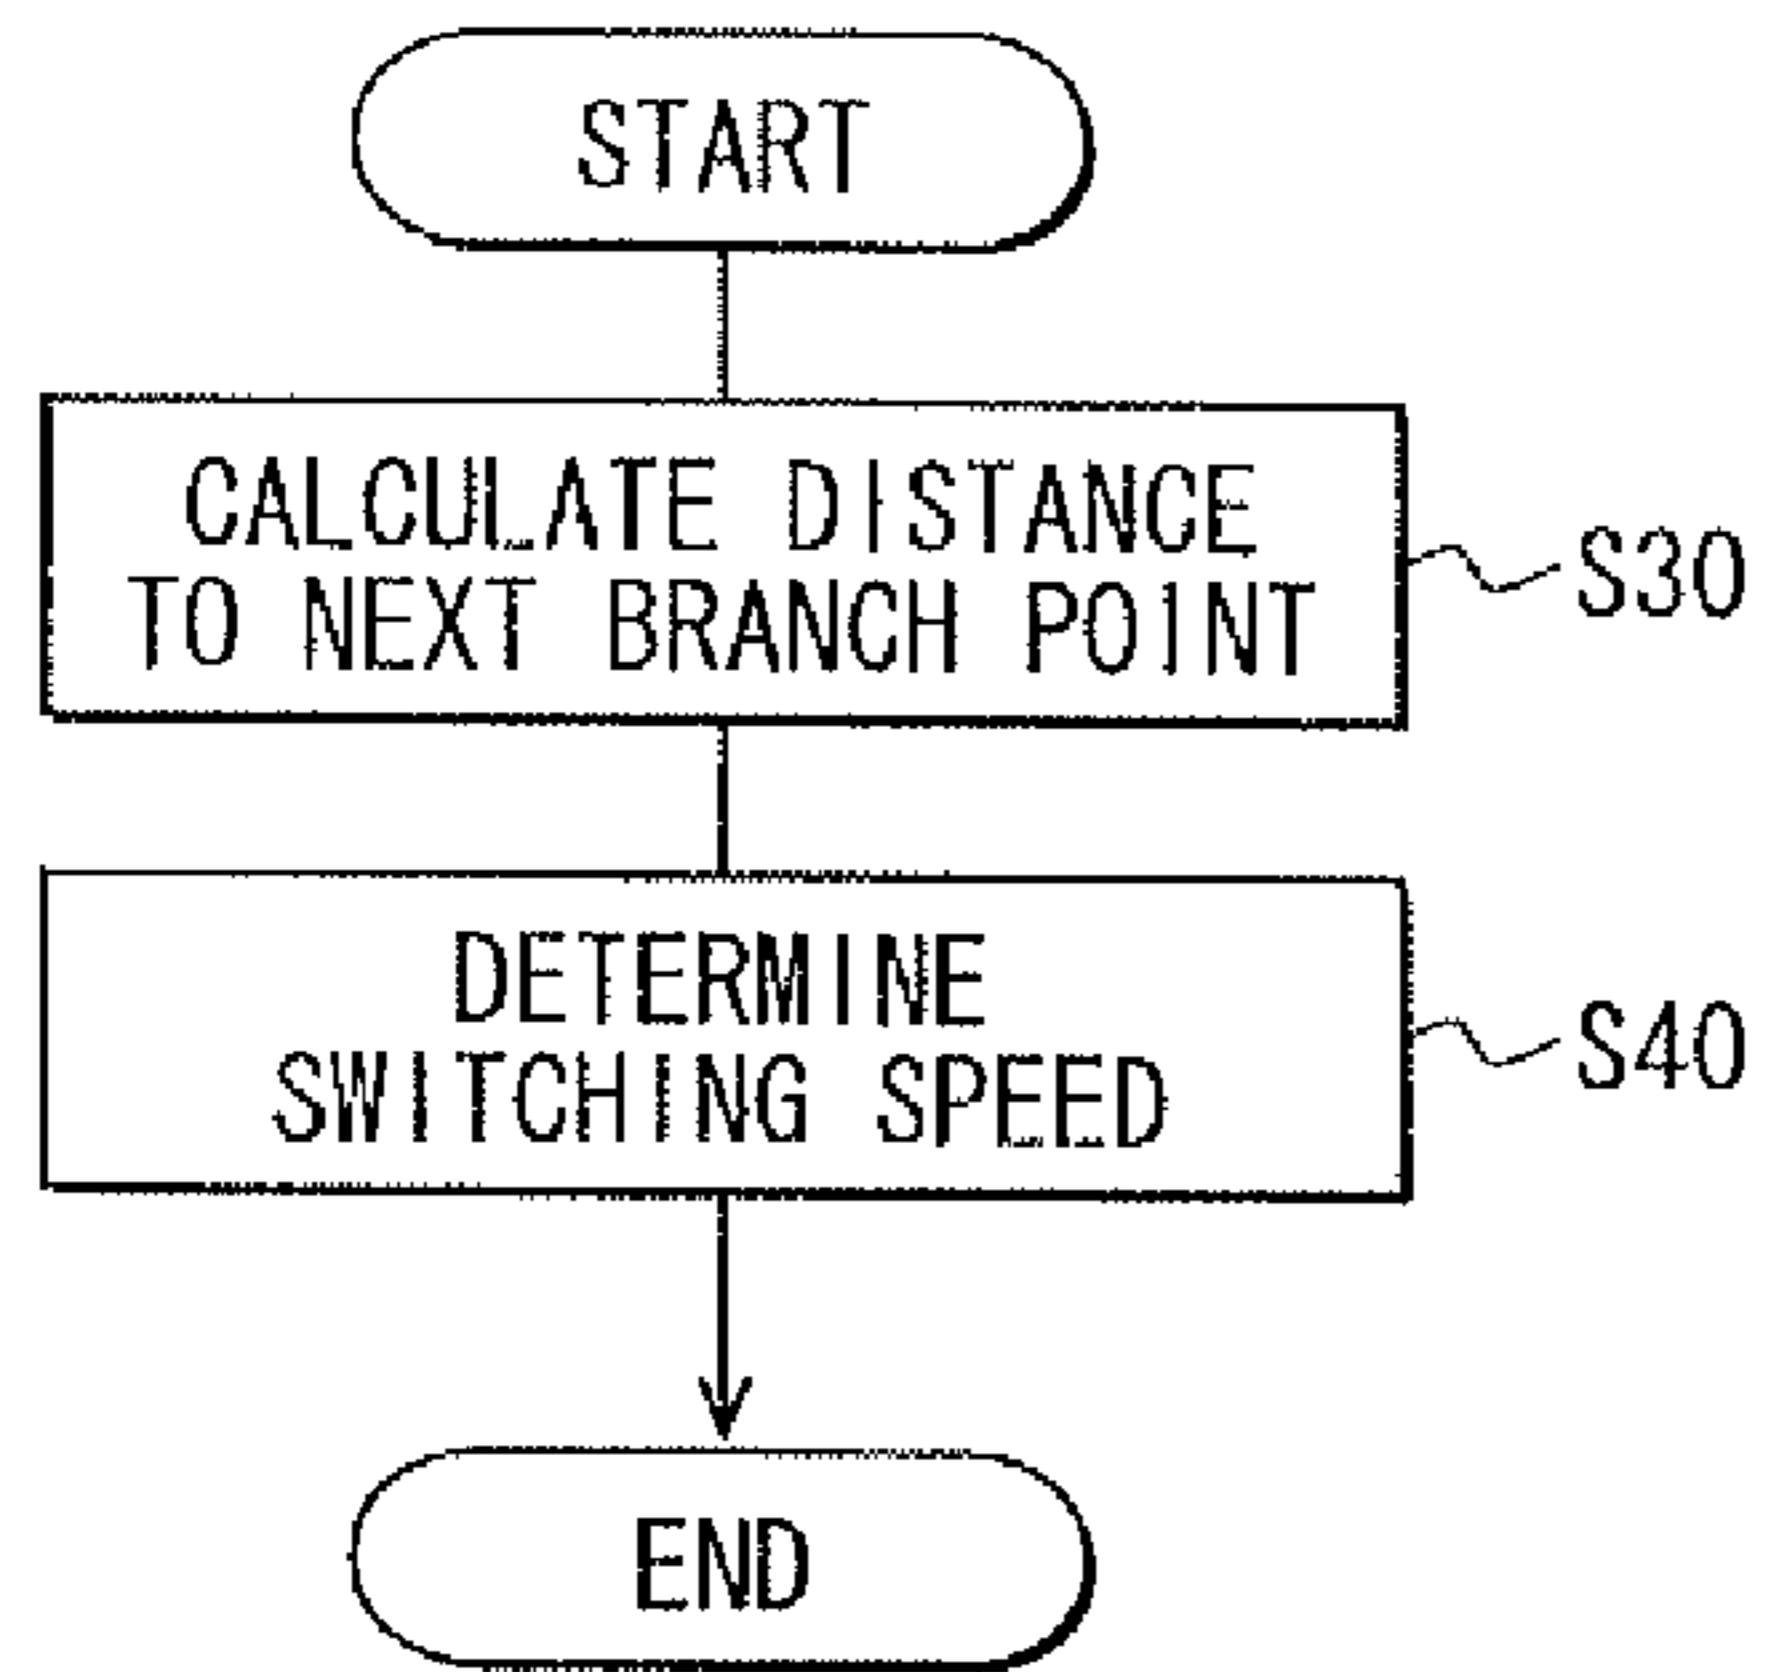 START
CALCULATE DISTANCE
TO NEXT BRANCH POINT
S30
DETERMINE
SWITCHING SPEED
S40
END